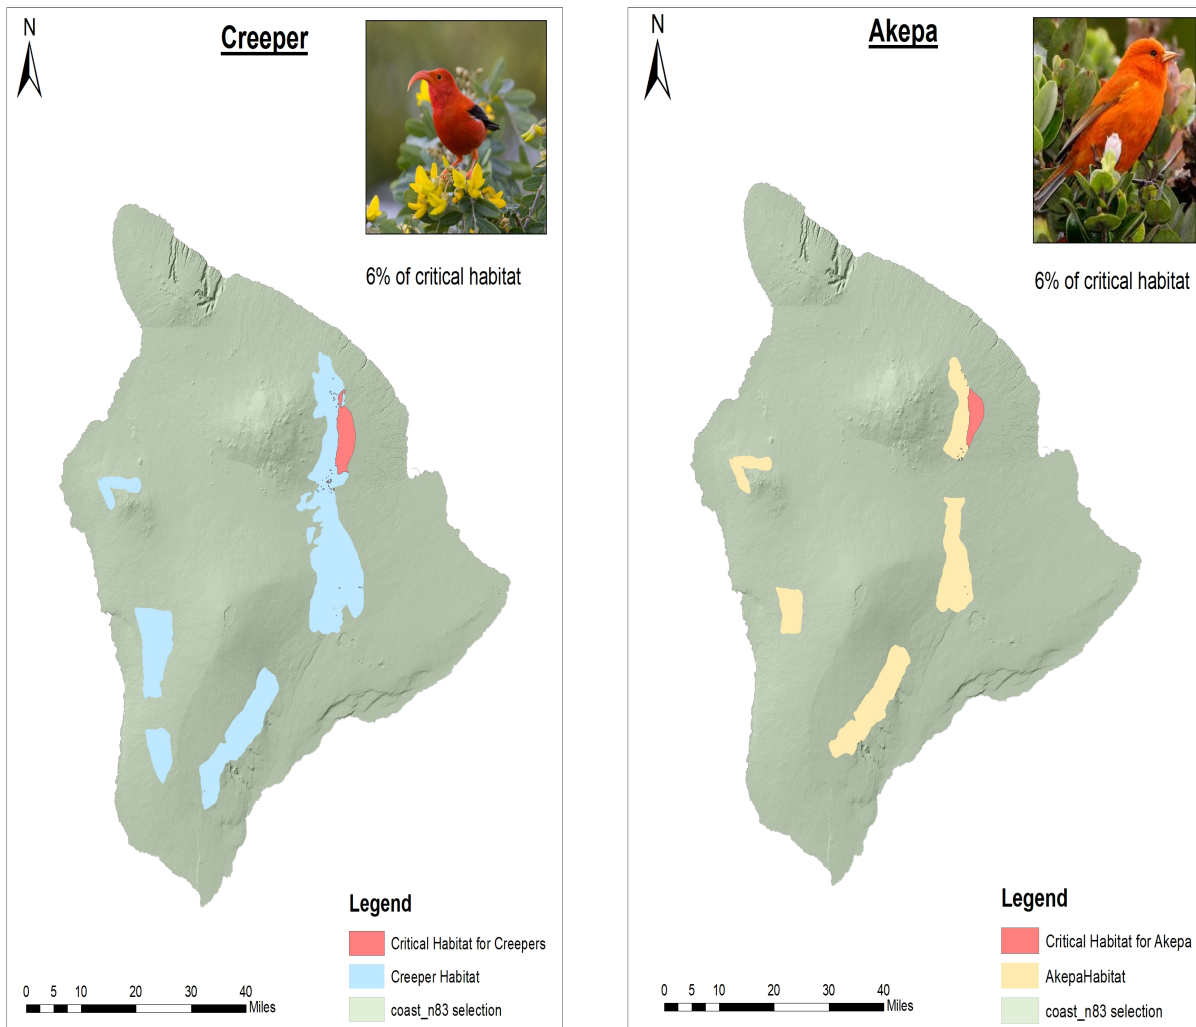 N
Creeper
6% of critical habitat
Legend
Critical Habitat for Creepers
Creeper Habitat
coast_n83 selection
0 5 10 20 30 40
Miles
N
Akepa
6% of critical habitat
Legend
Critical Habitat for Akepa
AkepaHabitat
coast_n83 selection
0 5 10 20 30 40
Miles